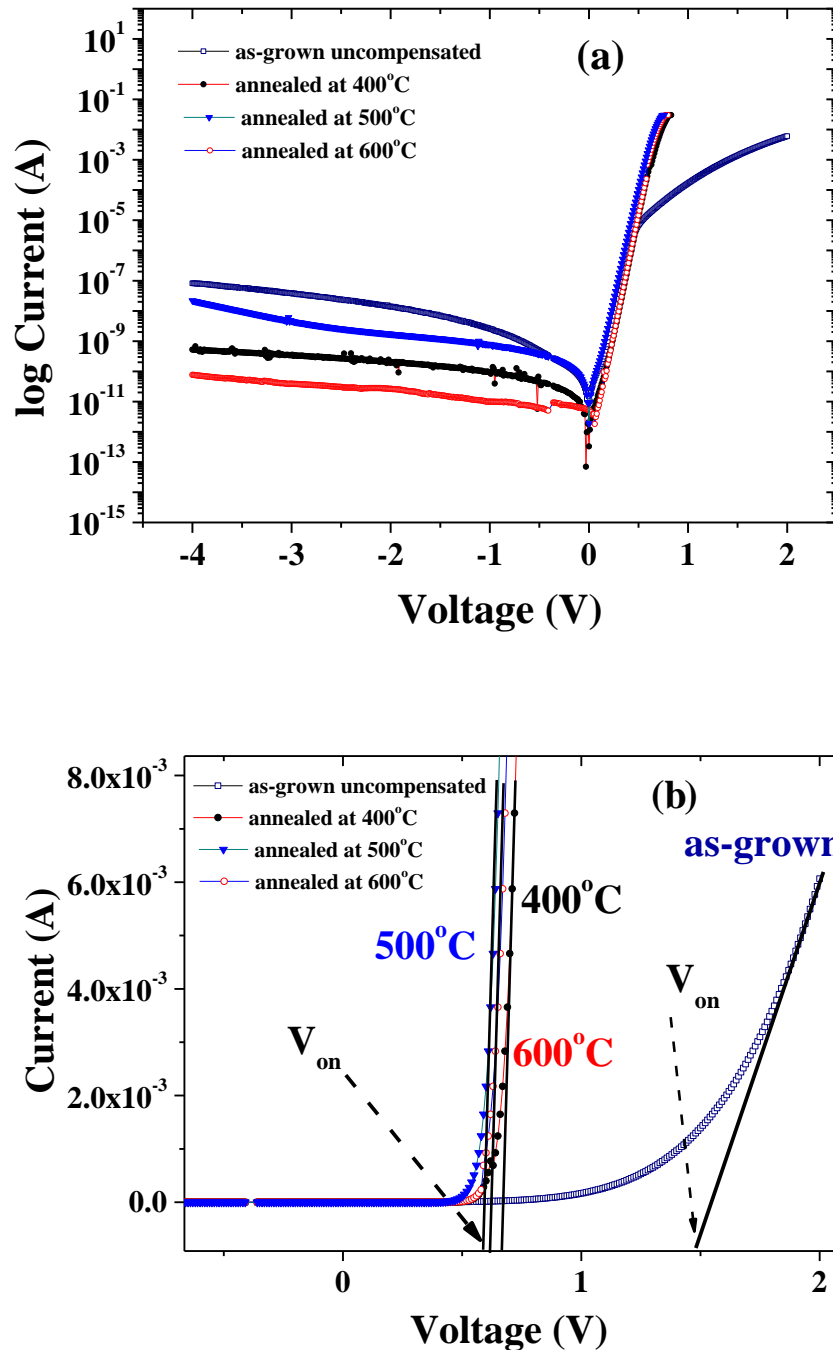 (a)
as-grown uncompensated
annealed at 400°C
annealed at 500°C
annealed at 600°C
log Current (A)
10¹
10⁻¹
10⁻³
10⁻⁵
10⁻⁷
10⁻⁹
10⁻¹¹
10⁻¹³
10⁻¹⁵
-4 -3 -2 -1 0 1 2
Voltage (V)
(b)
as-grown uncompensated
annealed at 400°C
annealed at 500°C
annealed at 600°C
as-grown
400°C
500°C
600°C
V_on
V_on
Current (A)
8.0x10⁻³
6.0x10⁻³
4.0x10⁻³
2.0x10⁻³
0.0
0 1 2
Voltage (V)